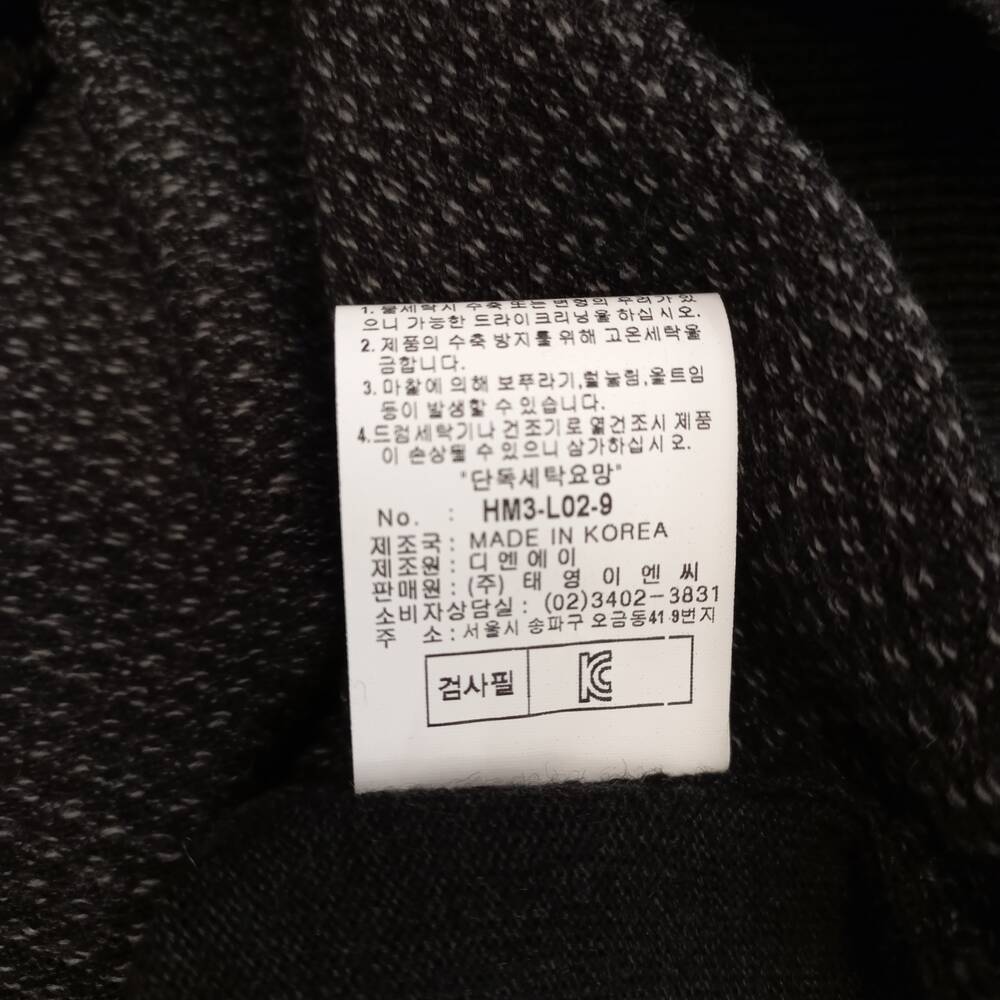 1. 물세탁시 수축 또는 변형의 우려가 있
으니 가능한 드라이크리닝을 하십시오.
2. 제품의 수축 방지를 위해 고온세탁을
금합니다.
3. 마찰에 의해 보푸라기,헐눌림,올트임
등이 발생할 수 있습니다.
4.드럼세탁기나 건조기로 열건조시 제품
이 손상될 수 있으니 삼가하십시오.
"단독세탁요망"
No. : HM3-L02-9
제조국 : MADE IN KOREA
제조원 : 디엔에이
판매원 : (주) 태영이엔씨
소비자상담실 : (02)3402-3831
주 소 : 서울시 송파구 오금동41-9번지
검사필